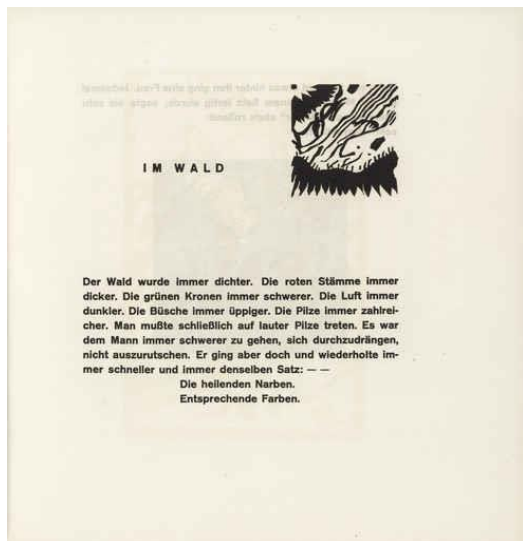 IM WALD
Der Wald wurde immer dichter. Die roten Stämme immer
dicker. Die grünen Kronen immer schwerer. Die Luft immer
dunkler. Die Büsche immer üppiger. Die Pilze immer zahlrei-
cher. Man mußte schließlich auf lauter Pilze treten. Es war
dem Mann immer schwerer zu gehen, sich durchzudrängen,
nicht auszurutschen. Er ging aber doch und wiederholte im-
mer schneller und immer denselben Satz: — —
Die heilenden Narben.
Entsprechende Farben.